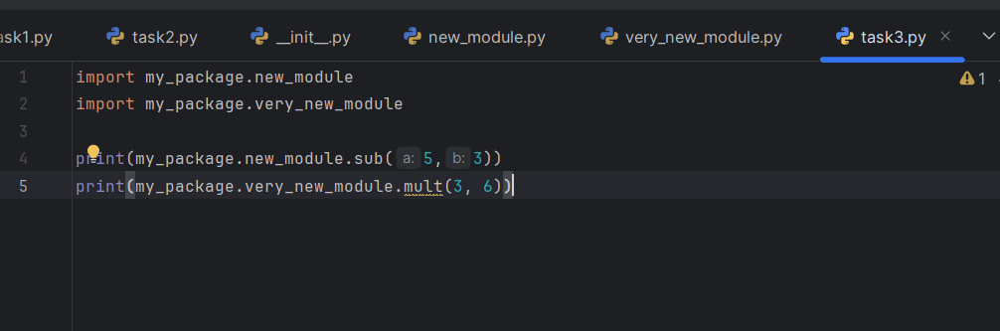 ask1.py task2.py __init__.py new_module.py very_new_module.py task3.py
1 import my_package.new_module 1
2 import my_package.very_new_module
3
4 print(my_package.new_module.sub( a: 5, b: 3))
5 print(my_package.very_new_module.mult(3, 6))